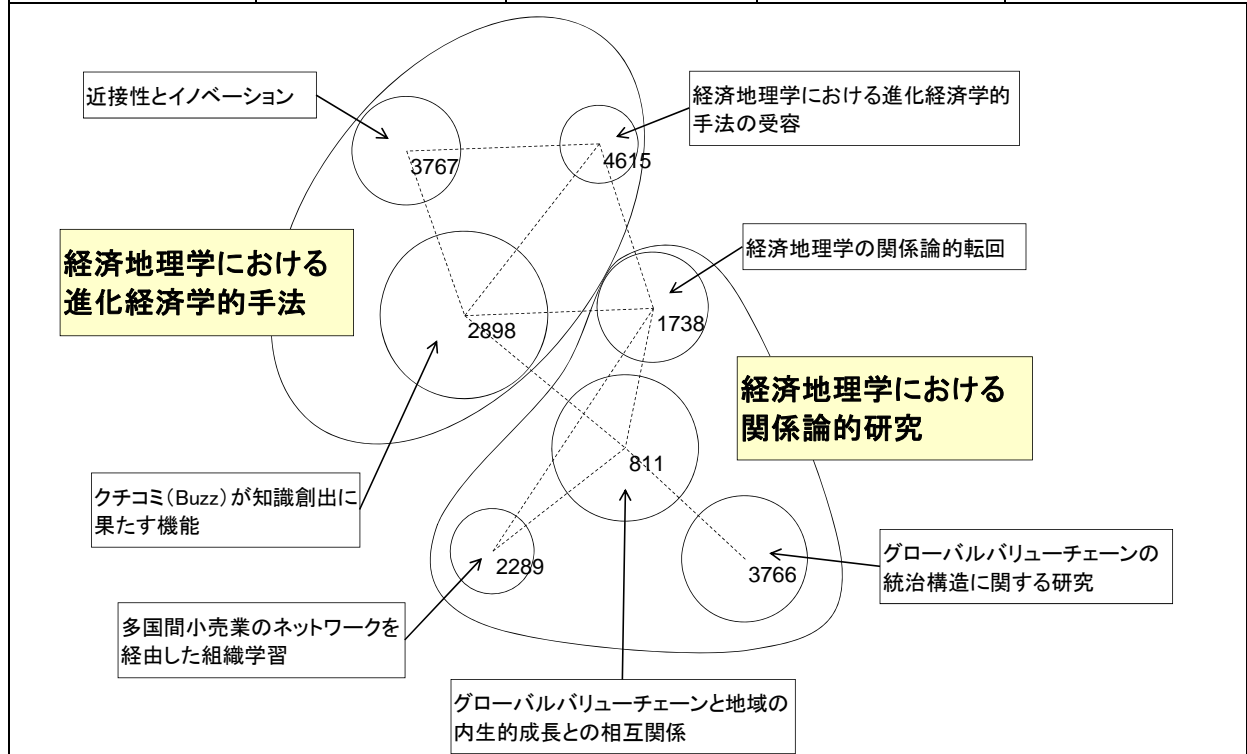 近接性とイノベーション
経済地理学における進化経済学的
手法の受容
3767
4615
経済地理学における
進化経済学的手法
経済地理学の関係論的転回
2898
1738
経済地理学における
関係論的研究
811
クチコミ(Buzz)が知識創出に
果たす機能
2289
3766
グローバルバリューチェーンの
統治構造に関する研究
多国間小売業のネットワークを
経由した組織学習
グローバルバリューチェーンと地域の
内生的成長との相互関係